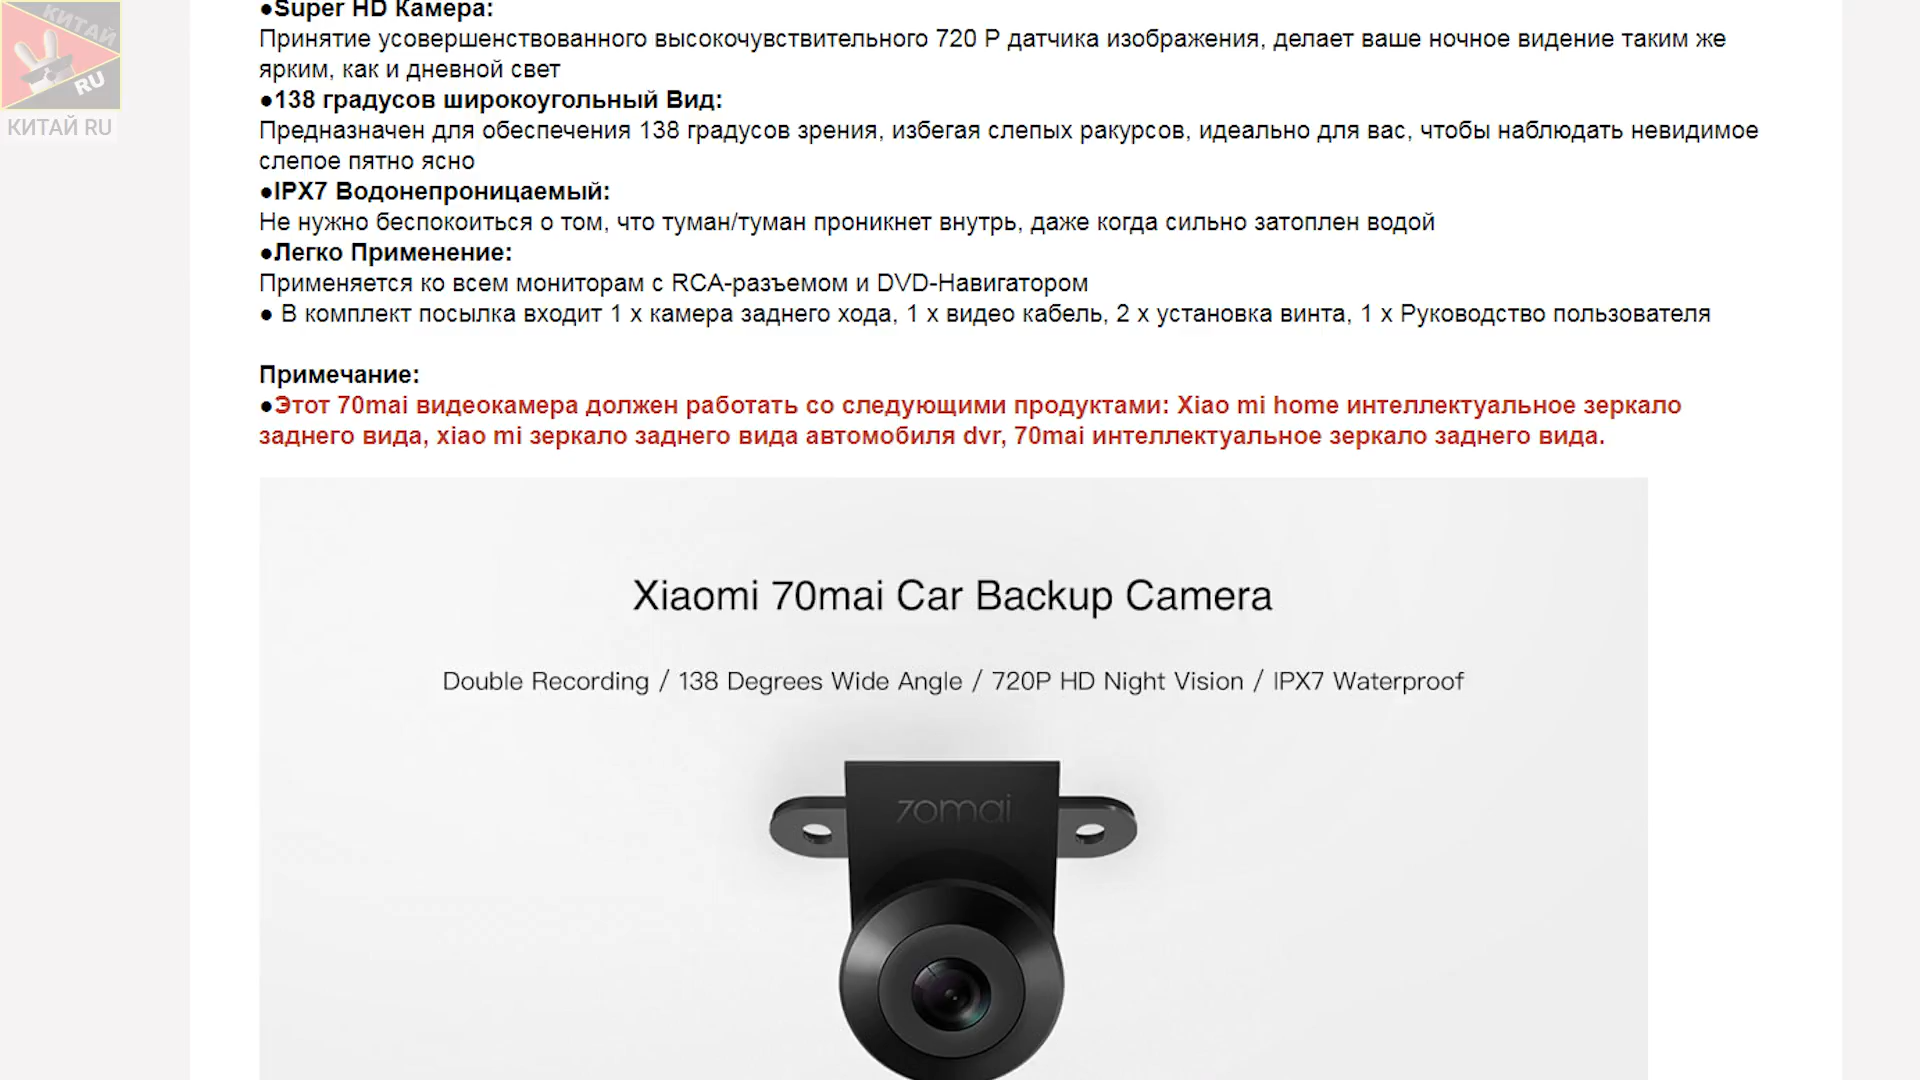 КИТАЙ
RU
КИТАЙ RU
●Super HD Камера:
Принятие усовершенствованного высокочувствительного 720 P датчика изображения, делает ваше ночное видение таким же
ярким, как и дневной свет
●138 градусов широкоугольный Вид:
Предназначен для обеспечения 138 градусов зрения, избегая слепых ракурсов, идеально для вас, чтобы наблюдать невидимое
слепое пятно ясно
●IPX7 Водонепроницаемый:
Не нужно беспокоиться о том, что туман/туман проникнет внутрь, даже когда сильно затоплен водой
●Легко Применение:
Применяется ко всем мониторам с RCA-разъемом и DVD-Навигатором
● В комплект посылка входит 1 x камера заднего хода, 1 x видео кабель, 2 x установка винта, 1 x Руководство пользователя
Примечание:
●Этот 70mai видеокамера должен работать со следующими продуктами: Xiao mi home интеллектуальное зеркало
заднего вида, xiao mi зеркало заднего вида автомобиля dvr, 70mai интеллектуальное зеркало заднего вида.
Xiaomi 70mai Car Backup Camera
Double Recording / 138 Degrees Wide Angle / 720P HD Night Vision / IPX7 Waterproof
70mai